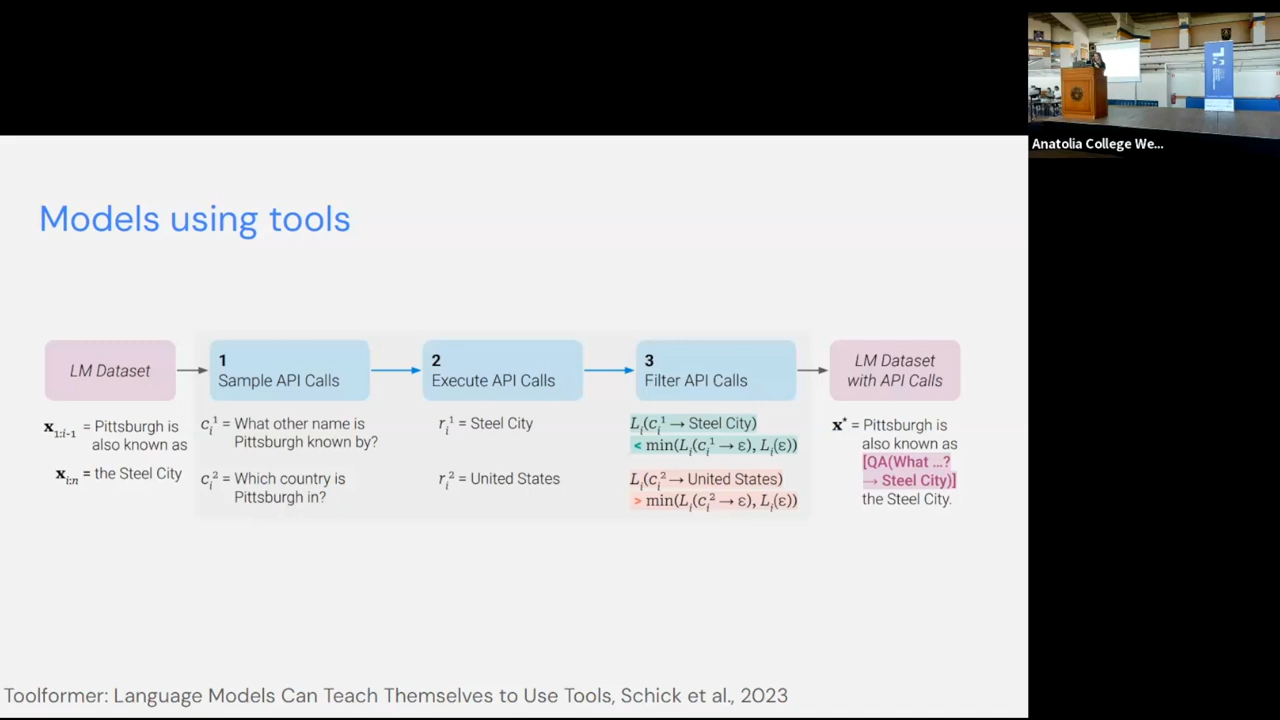 Anatolia College We...
Models using tools
LM Dataset
1
Sample API Calls
2
Execute API Calls
3
Filter API Calls
LM Dataset
with API Calls
x₁:ᵢ₋₁ = Pittsburgh is
also known as
xᵢ:ₙ = the Steel City
cᵢ¹ = What other name is
Pittsburgh known by?
cᵢ² = Which country is
Pittsburgh in?
rᵢ¹ = Steel City
rᵢ² = United States
Lᵢ(cᵢ¹ → Steel City)
< min(Lᵢ(cᵢ¹ → ε), Lᵢ(ε))
Lᵢ(cᵢ² → United States)
> min(Lᵢ(cᵢ² → ε), Lᵢ(ε))
x* = Pittsburgh is
also known as
[QA(What ...?
→ Steel City)]
the Steel City.
Toolformer: Language Models Can Teach Themselves to Use Tools, Schick et al., 2023